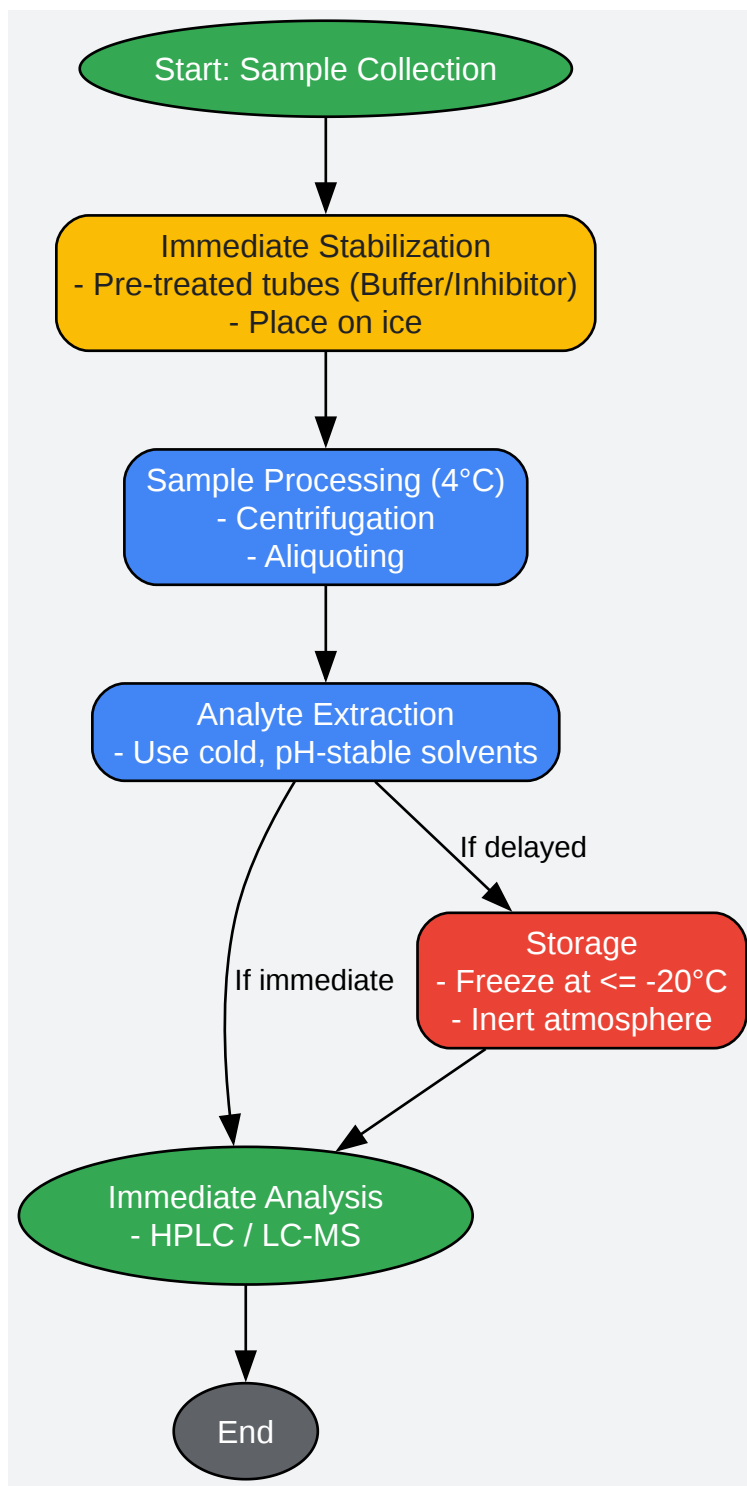 Start: Sample Collection
Immediate Stabilization
- Pre-treated tubes (Buffer/Inhibitor)
- Place on ice
Sample Processing (4°C)
- Centrifugation
- Aliquoting
Analyte Extraction
- Use cold, pH-stable solvents
If delayed
Storage
- Freeze at <= -20°C
- Inert atmosphere
If immediate
Immediate Analysis
- HPLC / LC-MS
End